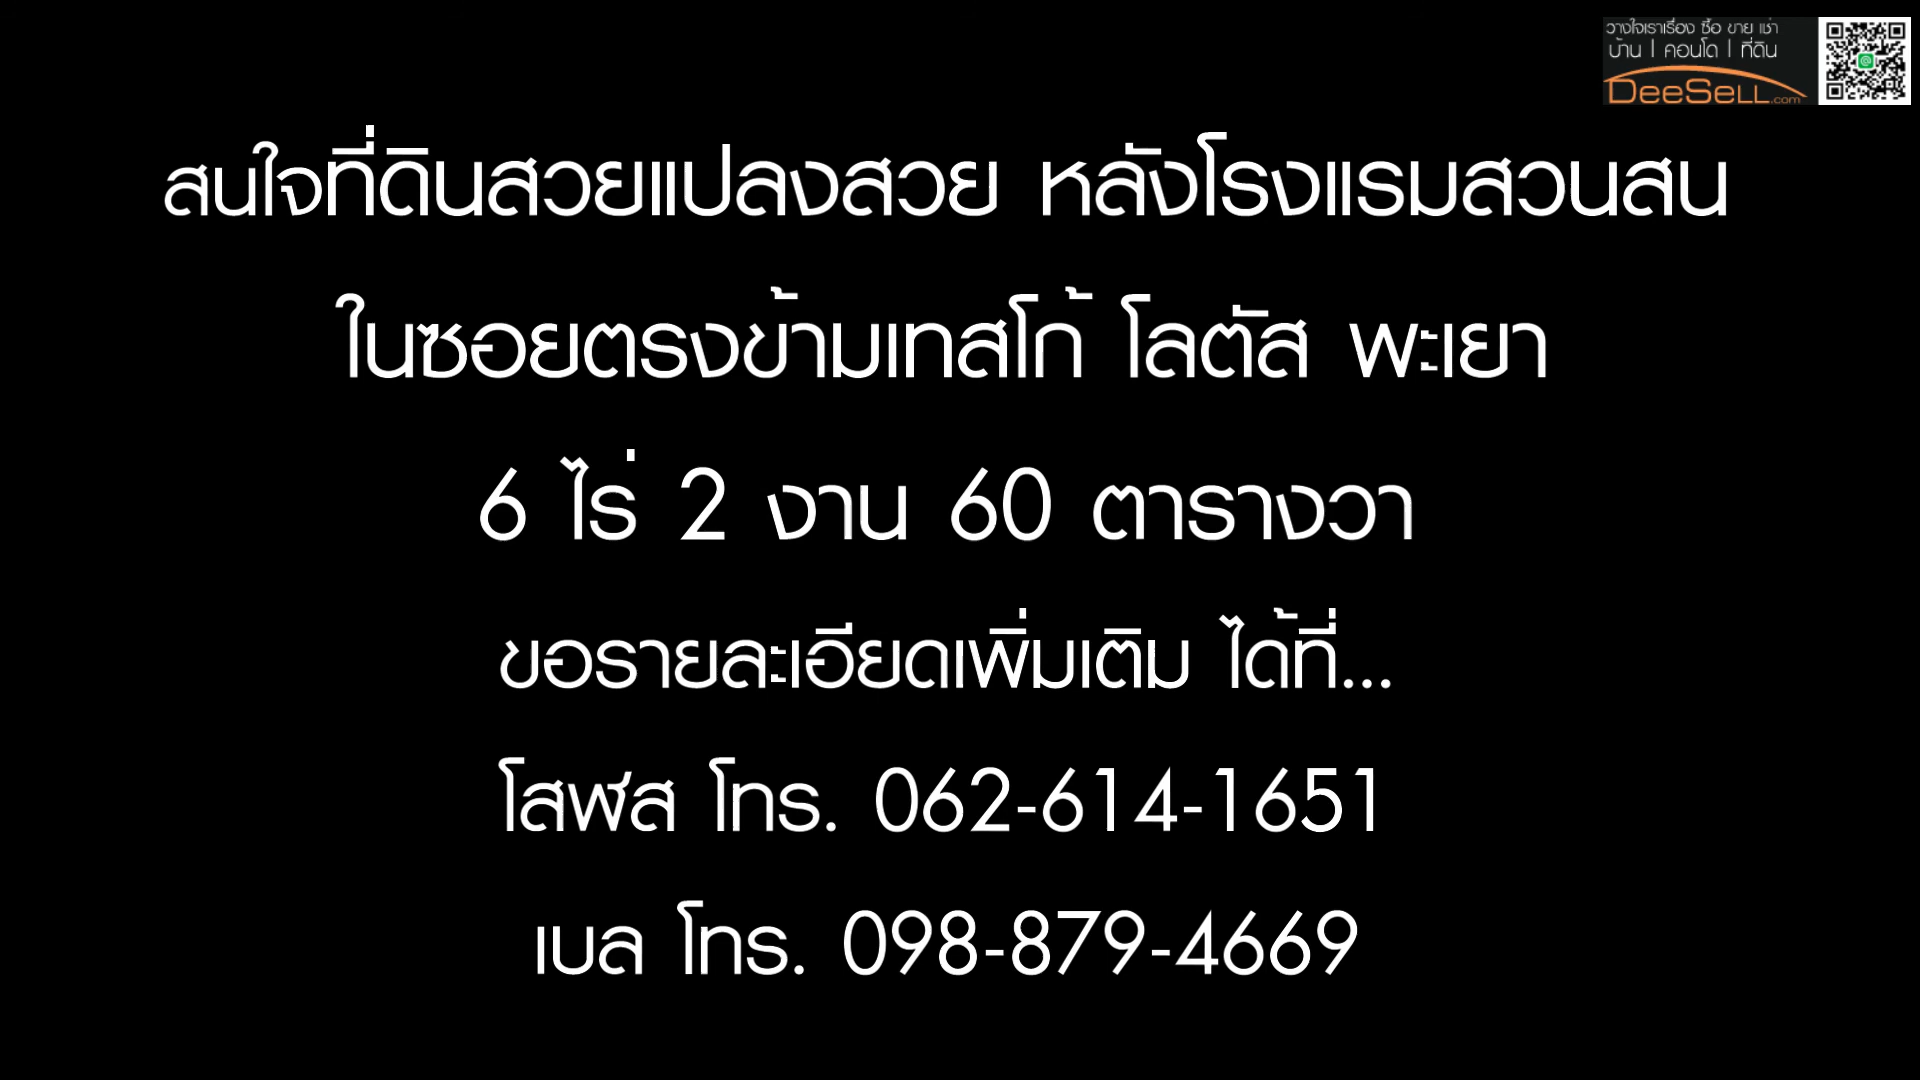 วางใจเราเรื่อง ซื้อ ขาย เช่า
บ้าน | คอนโด | ที่ดิน
DeeSeLL.com
สนใจที่ดินสวยแปลงสวย หลังโรงแรมสวนสน
ในซอยตรงข้ามเทสโก้ โลตัส พะเยา
6 ไร่ 2 งาน 60 ตารางวา
ขอรายละเอียดเพิ่มเติม ได้ที่...
โสฬส โทร. 062-614-1651
เบล โทร. 098-879-4669